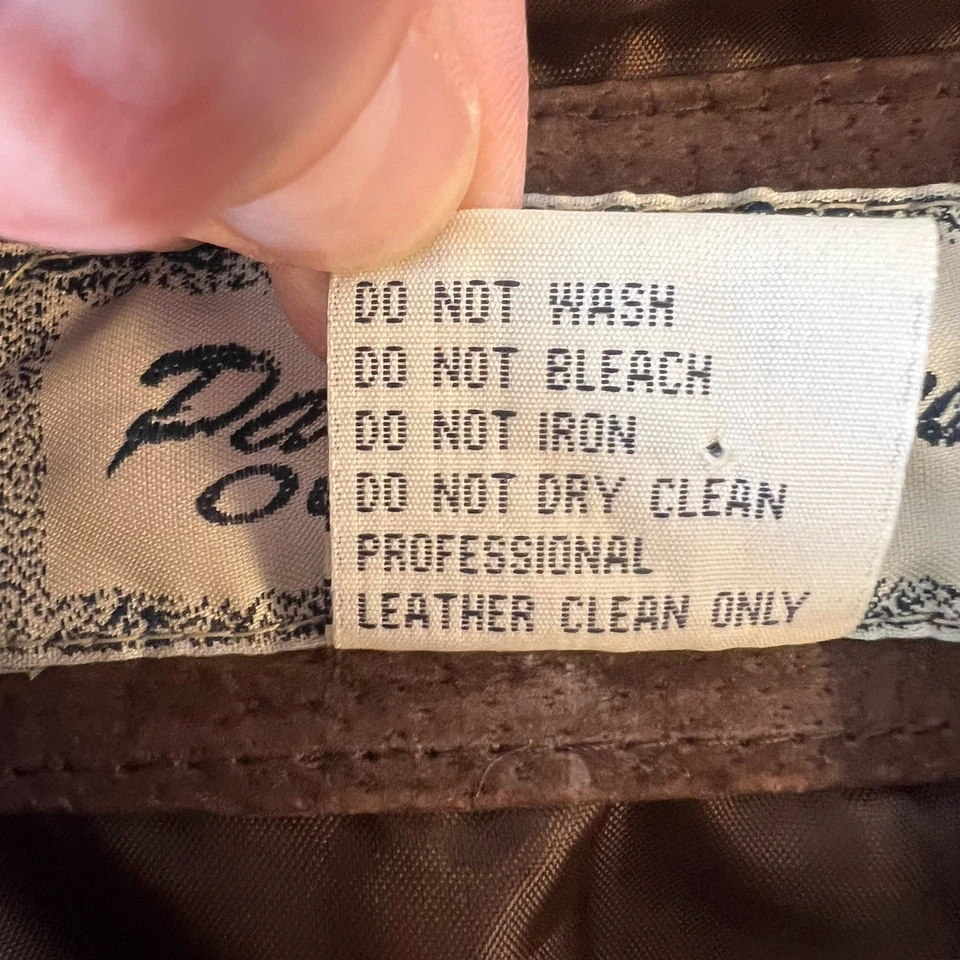 DO NOT WASH
DO NOT BLEACH
DO NOT IRON
DO NOT DRY CLEAN
PROFESSIONAL
LEATHER CLEAN ONLY